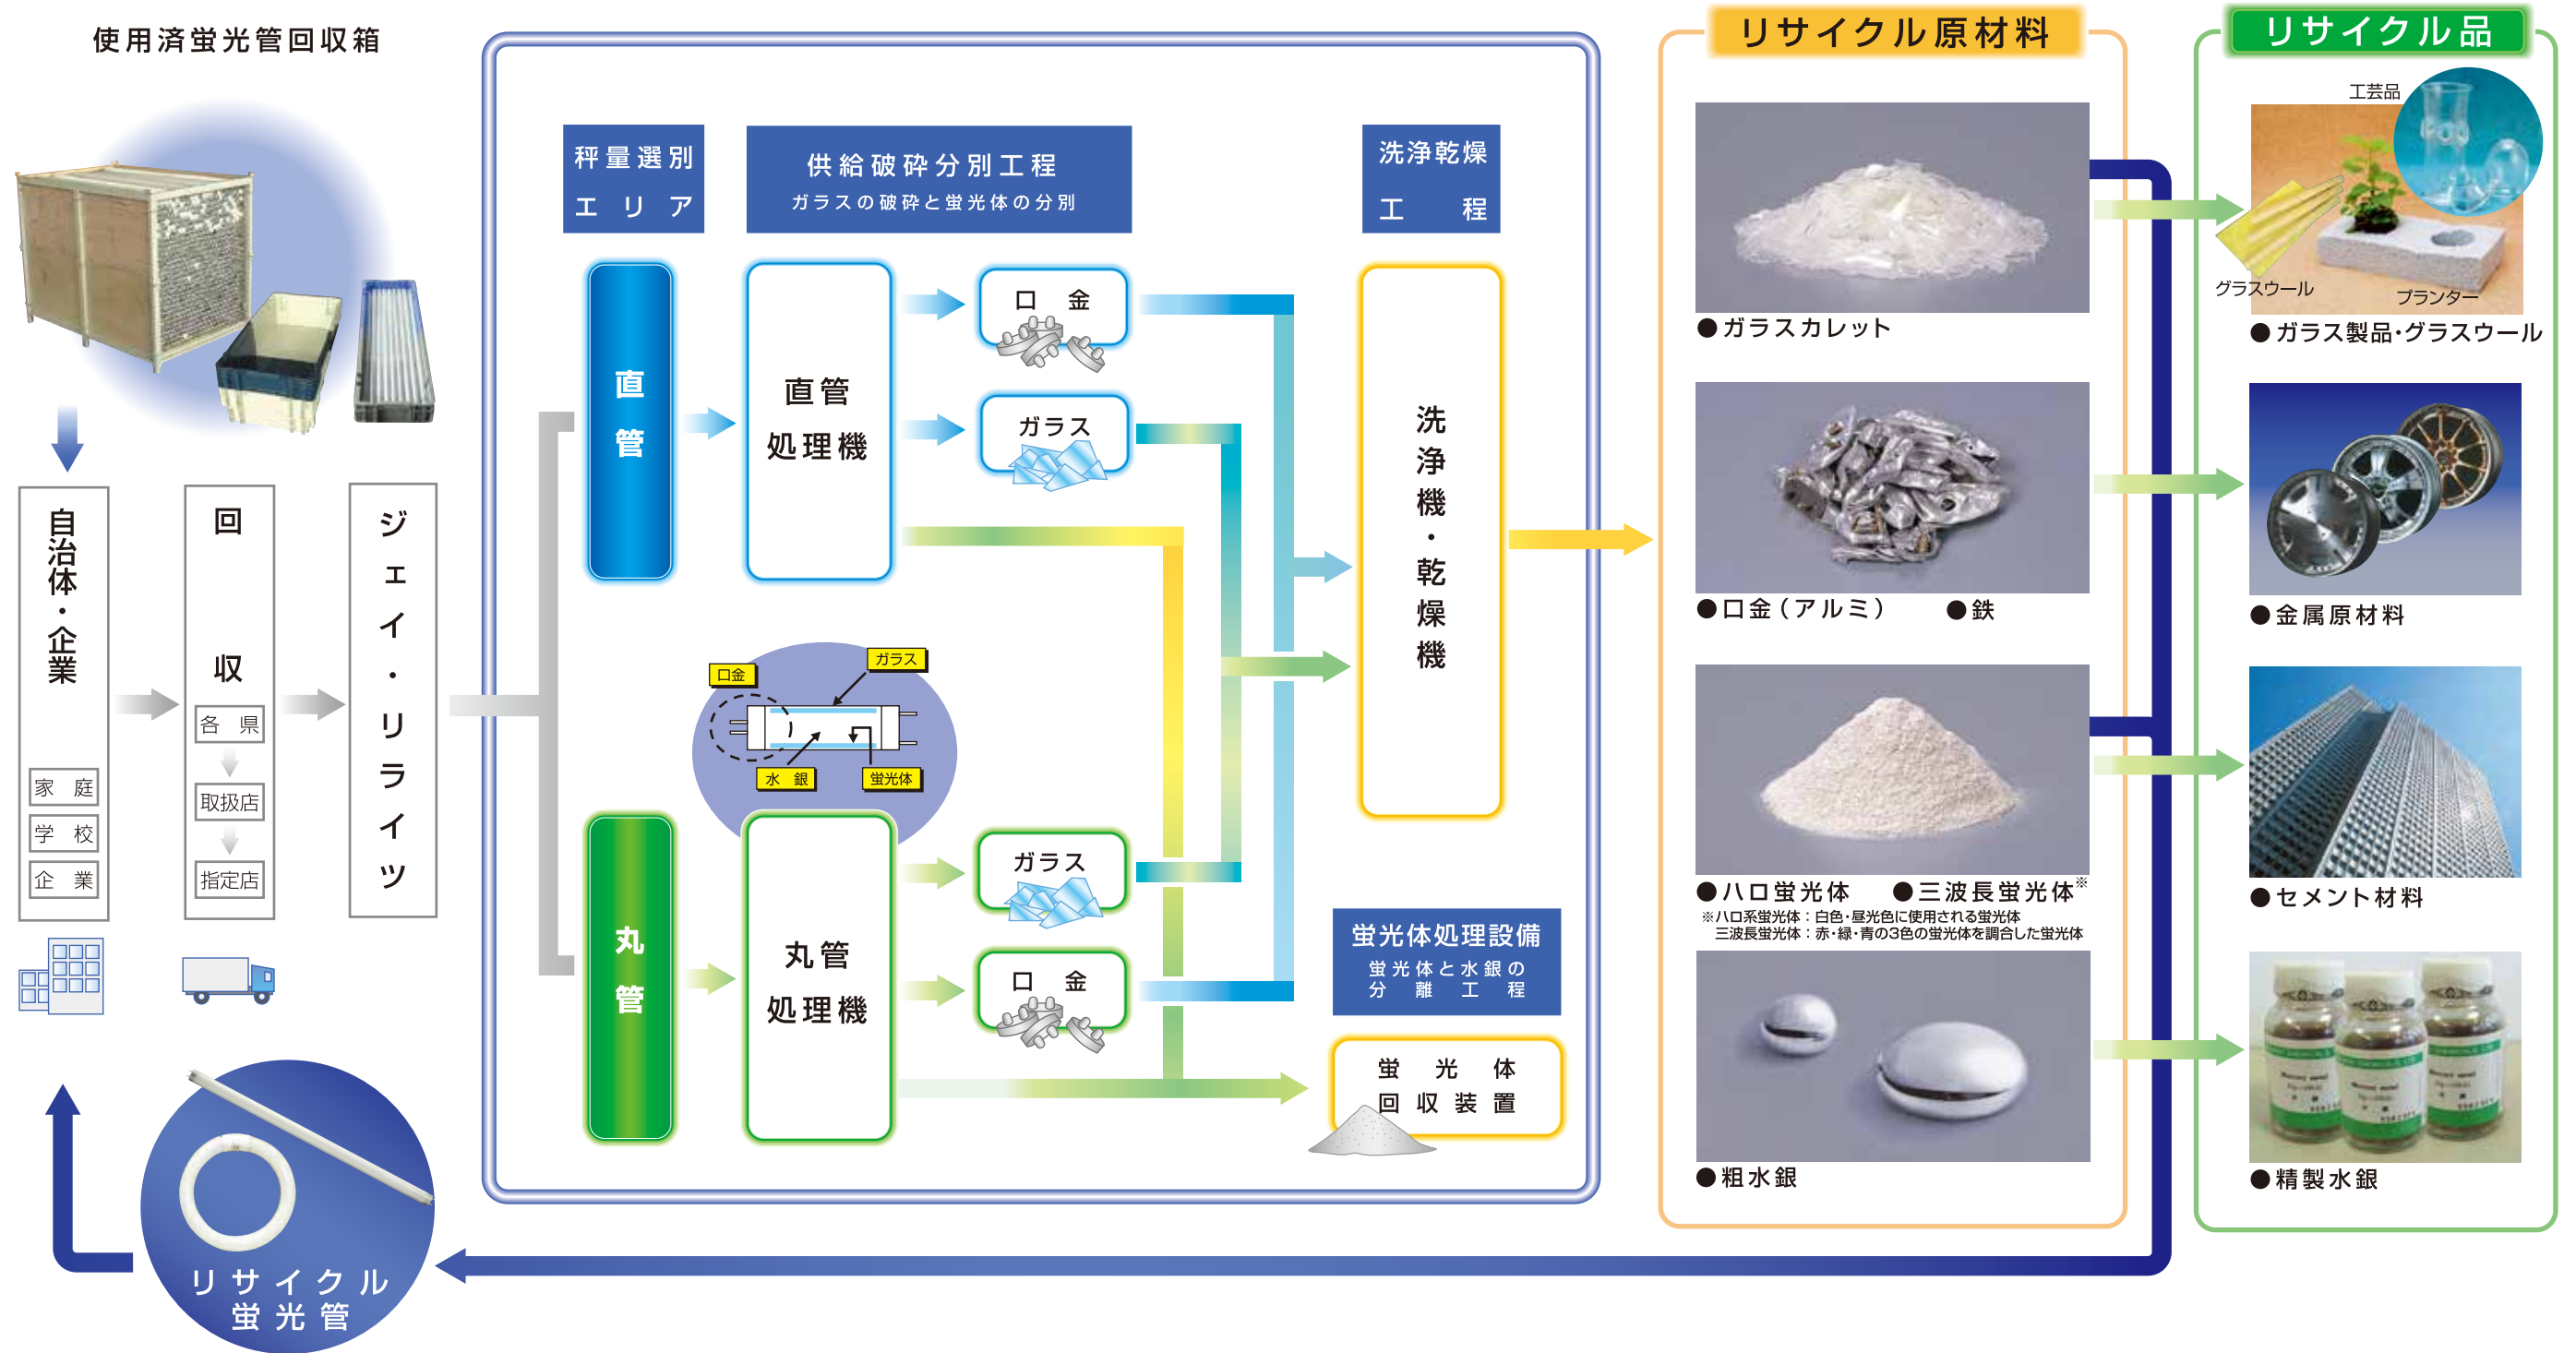 使用済蛍光管回収箱
自治体・企業
家 庭
学 校
企 業
回 収
各 県
取扱店
指定店
ジェイ・リライツ
リサイクル
蛍光管
秤量選別
エ リ ア
供給破砕分別工程
ガラスの破砕と蛍光体の分別
洗浄乾燥
工 程
直管
直管
処理機
口 金
ガラス
口金
ガラス
水 銀
蛍光体
丸管
丸管
処理機
ガラス
口 金
洗浄機・乾燥機
蛍光体処理設備
蛍光体と水銀の
分 離 工 程
蛍 光 体
回収装置
リサイクル原材料
●ガラスカレット
●口金(アルミ) ●鉄
●ハロ蛍光体 ●三波長蛍光体※
※ハロ系蛍光体:白色・昼光色に使用される蛍光体
三波長蛍光体:赤・緑・青の3色の蛍光体を調合した蛍光体
●粗水銀
リサイクル品
工芸品
グラスウール
プランター
●ガラス製品・グラスウール
●金属原材料
●セメント材料
●精製水銀